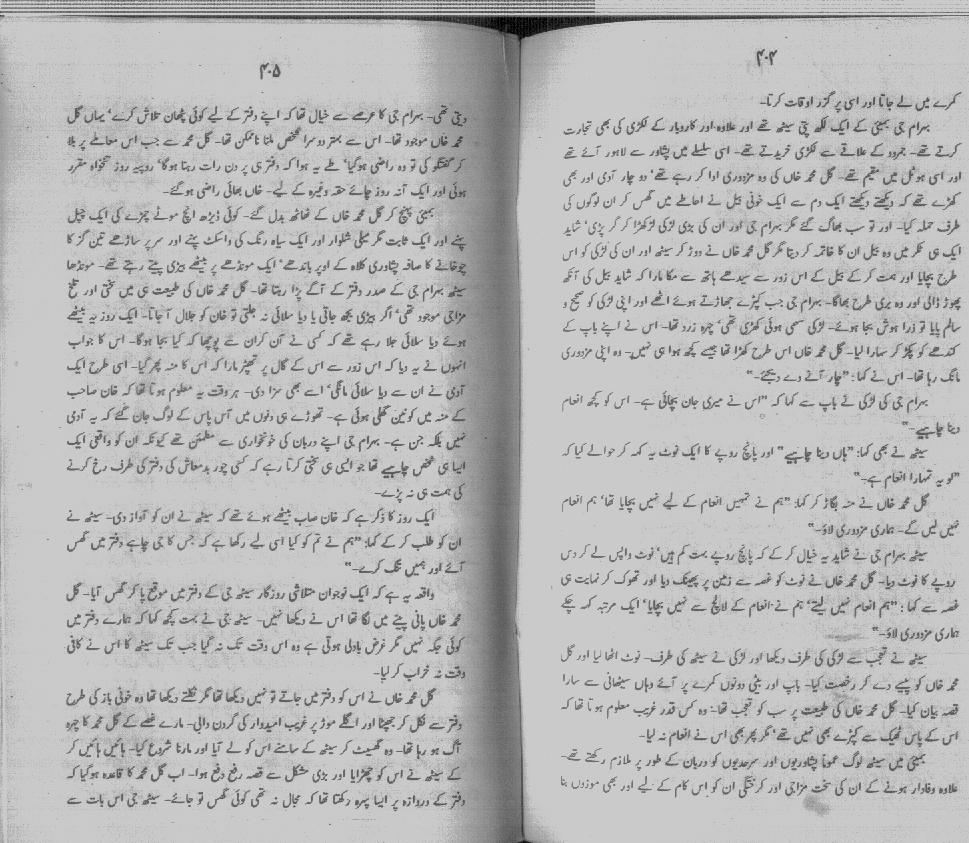 ۴۰۴
کمرے میں لے جاتا اور اسی پر گزر اوقات کرتا۔
بہرام جی بمبئی کے ایک لکھ پتی سیٹھ تھے اور علاوہ اور کاروبار کے لکڑی کی بھی تجارت
کرتے تھے۔ جمرود کے علاقے سے لکڑی خریدتے تھے۔ اسی سلسلے میں پشاور سے لاہور آئے تھے
اور اسی ہوٹل میں مقیم تھے۔ گل محمد خاں کی وہ مزدوری ادا کر رہے تھے‘ دو چار آدی اور بھی
کھڑے تھے کہ دیکھتے دیکھتے ایک دم سے ایک خونی بیل نے احاطے میں گھس کر ان لوگوں کی
طرف حملہ کیا۔ اور تو سب بھاگ گئے مگر بہرام جی اور ان کی بڑی لڑکی لڑکھڑا کر گر پڑی‘ شاید
ایک ہی ٹکر میں وہ بیل ان کا خاتمہ کر دیتا مگر گل محمد خاں نے دوڑ کر سیٹھ اور ان کی لڑکی کو اس
طرح بچایا اور ہمت کر کے بیل کے اس زور سے سیدھے ہاتھ سے مکا مارا کہ شاید بیل کی آنکھ
پھوڑ ڈالی اور وہ بری طرح بھاگا۔ بہرام جی جب کپڑے جھاڑتے ہوئے اٹھے اور اپنی لڑکی کو صحیح و
سالم پایا تو ذرا ہوش بجا ہوئے۔ لڑکی سہمی ہوئی کھڑی تھی‘ چہرہ زرد تھا۔ اس نے اپنے باپ کے
کندھے کو پکڑ کر سہارا لیا۔ گل محمد خاں اس طرح کھڑا تھا جیسے کچھ ہوا ہی نہیں۔ وہ اپنی مزدوری
مانگ رہا تھا۔ اس نے کہا: ”چار آنے دے دیجئے۔“
بہرام جی کی لڑکی نے باپ سے کہا کہ ”اس نے میری جان بچائی ہے۔ اس کو کچھ انعام
دینا چاہیے۔“
سیٹھ نے بھی کہا: ”ہاں دینا چاہیے“ اور پانچ روپے کا ایک نوٹ یہ کہہ کر حوالے کیا کہ
”لو یہ تمہارا انعام ہے۔“
گل محمد خاں نے منہ بگاڑ کر کہا: ”ہم نے تمہیں انعام کے لیے نہیں بچایا تھا‘ ہم انعام
نہیں لیں گے۔ ہماری مزدوری لاؤ۔“
سیٹھ بہرام جی نے شاید یہ خیال کر کے کہ پانچ روپے بہت کم ہیں‘ نوٹ واپس لے کر دس
روپے کا نوٹ دیا۔ گل محمد خاں نے نوٹ کو غصہ سے زمین پر پھینک دیا اور تھوک کر نہایت ہی
غصہ سے کہا: ”ہم انعام نہیں لیتے‘ ہم نے انعام کے لالچ سے نہیں بچایا‘ ایک مرتبہ کہہ چکے
ہماری مزدوری لاؤ۔“
سیٹھ نے تعجب سے لڑکی کی طرف دیکھا اور لڑکی نے سیٹھ کی طرف۔ نوٹ اٹھا لیا اور گل
محمد خاں کو پیسے دے کر رخصت کیا۔ باپ اور بیٹی دونوں کمرے پر آئے وہاں سیٹھانی سے سارا
قصہ بیان کیا۔ گل محمد خاں کی طبیعت پر سب کو تعجب تھا۔ وہ کس قدر غریب معلوم ہوتا تھا کہ
اس کے پاس ٹھیک سے کپڑے بھی نہیں تھے‘ مگر پھر بھی اس نے انعام نہ لیا۔
بمبئی میں سیٹھ لوگ عموماً پشاوریوں اور سرحدیوں کو دربان کے طور پر ملازم رکھتے تھے۔
علاوہ وفادار ہونے کے ان کی سخت مزاجی اور کرختگی ان کو اس کام کے لیے اور بھی موزوں بنا
۴۰۵
دیتی تھی۔ بہرام جی کا عرصے سے خیال تھا کہ اپنے دفتر کے لیے کوئی پٹھان تلاش کرے‘ یہاں گل
محمد خاں موجود تھا۔ اس سے بہتر دوسرا شخص ملنا ناممکن تھا۔ گل محمد سے جب اس معاملے پر بلا
کر گفتگو کی تو وہ راضی ہوگیا‘ طے یہ ہوا کہ دفتر ہی پر دن رات رہنا ہوگا‘ روپیہ روز تنخواہ مقرر
ہوئی اور ایک آنہ روز چائے حقہ وغیرہ کے لیے۔ خاں بھائی راضی ہوگئے۔
بمبئی پہنچ کر گل محمد خاں کے ٹھاٹھ بدل گئے۔ کوئی ڈیڑھ انچ موٹے چمڑے کی ایک چپل
پہنے اور ایک ثابت مگر میلی شلوار اور ایک سیاہ رنگ کی واسکٹ پہنے اور سر پر ساڑھے تین گز کا
چوخانے کا صافہ پشاوری کلاہ کے اوپر باندھے‘ ایک مونڈھے پر بیٹھے بیڑی پیتے رہتے تھے۔ مونڈھا
سیٹھ بہرام جی کے صدر دفتر کے آگے پڑا رہتا تھا۔ گل محمد خاں کی طبیعت ہی میں سختی اور تلخ
مزاجی موجود تھی‘ اگر بیڑی بجھ جاتی یا دیا سلائی نہ جلتی تو خان کو جلال آ جاتا۔ ایک روز یہ بیٹھے
ہوئے دیا سلائی جلا رہے تھے کہ کسی نے آن کر ان سے پوچھا کہ کیا بجا ہوگا۔ اس کا جواب
انہوں نے یہ دیا کہ اس زور سے اس کے گال پر تھپڑ مارا کہ اس کا منہ پھر گیا۔ اسی طرح ایک
آدی نے ان سے دیا سلائی مانگی‘ اسے بھی سزا دی۔ ہر وقت یہ معلوم ہوتا تھا کہ خان صاحب
کے منہ میں کونین گھلی ہوئی ہے۔ تھوڑے ہی دنوں میں آس پاس کے لوگ جان گئے کہ یہ آدی
نہیں بلکہ جن ہے۔ بہرام جی اپنے دربان کی خونخواری سے مطمئن تھے کیونکہ ان کو واقعی ایک
ایسا ہی شخص چاہیے تھا جو ایسی ہی سختی کرتا رہے کہ کسی چور بدمعاش کی دفتر کی طرف رخ کرنے
کی ہمت ہی نہ پڑے۔
ایک روز کا ذکر ہے کہ خان صاب بیٹھے ہوئے تھے کہ سیٹھ نے ان کو آواز دی۔ سیٹھ نے
ان کو طلب کر کے کہا: ”ہم نے تم کو کیا اسی لیے رکھا ہے کہ جس کا جی چاہے دفتر میں گھس
آئے اور ہمیں تنگ کرے۔“
واقعہ یہ ہے کہ ایک نوجوان متلاشی روزگار سیٹھ جی کے دفتر میں موقع پا کر گھس آیا۔ گل
محمد خاں پانی پینے میں لگا تھا اس نے دیکھا نہیں۔ سیٹھ جی نے بہت کچھ کہا کہ ہمارے دفتر میں
کوئی جگہ نہیں مگر غرض باولی ہوتی ہے وہ اس وقت تک نہ گیا جب تک سیٹھ کا اس نے کافی
وقت نہ خراب کر لیا۔
گل محمد خاں نے اس کو دفتر میں جاتے تو نہیں دیکھا تھا مگر نکلتے دیکھا تھا وہ خونی باز کی طرح
دفتر سے نکل کر جھپٹا اور اگلے موڑ پر غریب امیدوار کی گردن دابی۔ مارے غصے کے گل محمد کا چہرہ
آگ ہو رہا تھا۔ وہ گھسیٹ کر سیٹھ کے سامنے اس کو لے آیا اور مارنا شروع کیا۔ ہائیں ہائیں کر
کے سیٹھ نے اس کو چھڑایا اور بڑی مشکل سے قصہ رفع دفع ہوا۔ اب گل محمد کا قاعدہ ہوگیا کہ
دفتر کے دروازہ پر ایسا پہرہ رکھتا تھا کہ مجال نہ تھی کوئی گھس تو جائے۔ سیٹھ جی اس بات سے